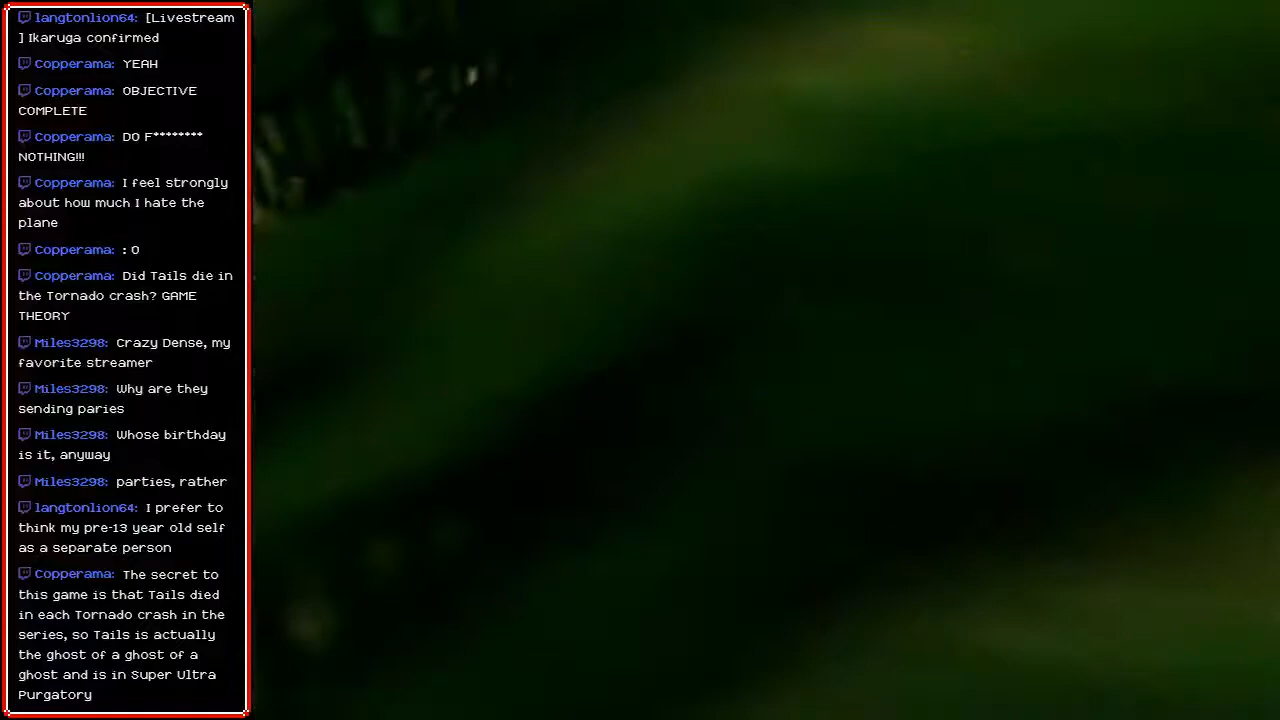 langtonlion64: [Livestream
] Ikaruga confirmed
Copperama: YEAH
Copperama: OBJECTIVE
COMPLETE
Copperama: DO F********
NOTHING!!!
Copperama: I feel strongly
about how much I hate the
plane
Copperama: : O
Copperama: Did Tails die in
the Tornado crash? GAME
THEORY
Miles3298: Crazy Dense, my
favorite streamer
Miles3298: Why are they
sending paries
Miles3298: Whose birthday
is it, anyway
Miles3298: parties, rather
langtonlion64: I prefer to
think my pre-13 year old self
as a separate person
Copperama: The secret to
this game is that Tails died
in each Tornado crash in the
series, so Tails is actually
the ghost of a ghost of a
ghost and is in Super Ultra
Purgatory